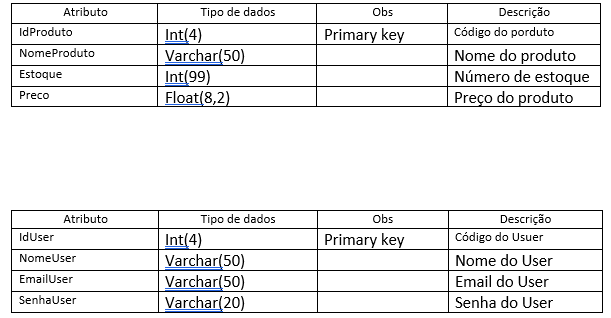 Atributo Tipo de dados Obs Descrição
IdProduto Int(4) Primary key Código do porduto
NomeProduto Varchar(50) Nome do produto
Estoque Int(99) Número de estoque
Preco Float(8,2) Preço do produto
Atributo Tipo de dados Obs Descrição
IdUser Int(4) Primary key Código do Usuer
NomeUser Varchar(50) Nome do User
EmailUser Varchar(50) Email do User
SenhaUser Varchar(20) Senha do User